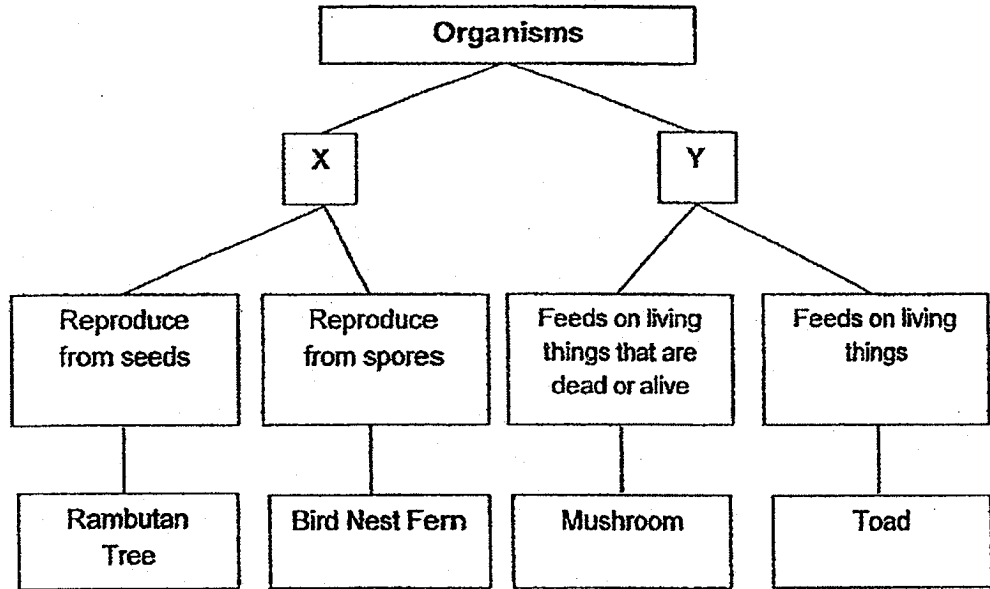 Organisms
X
Y
Reproduce
from seeds
Reproduce
from spores
Feeds on living
things that are
dead or alive
Feeds on living
things
Rambutan
Tree
Bird Nest Fern
Mushroom
Toad